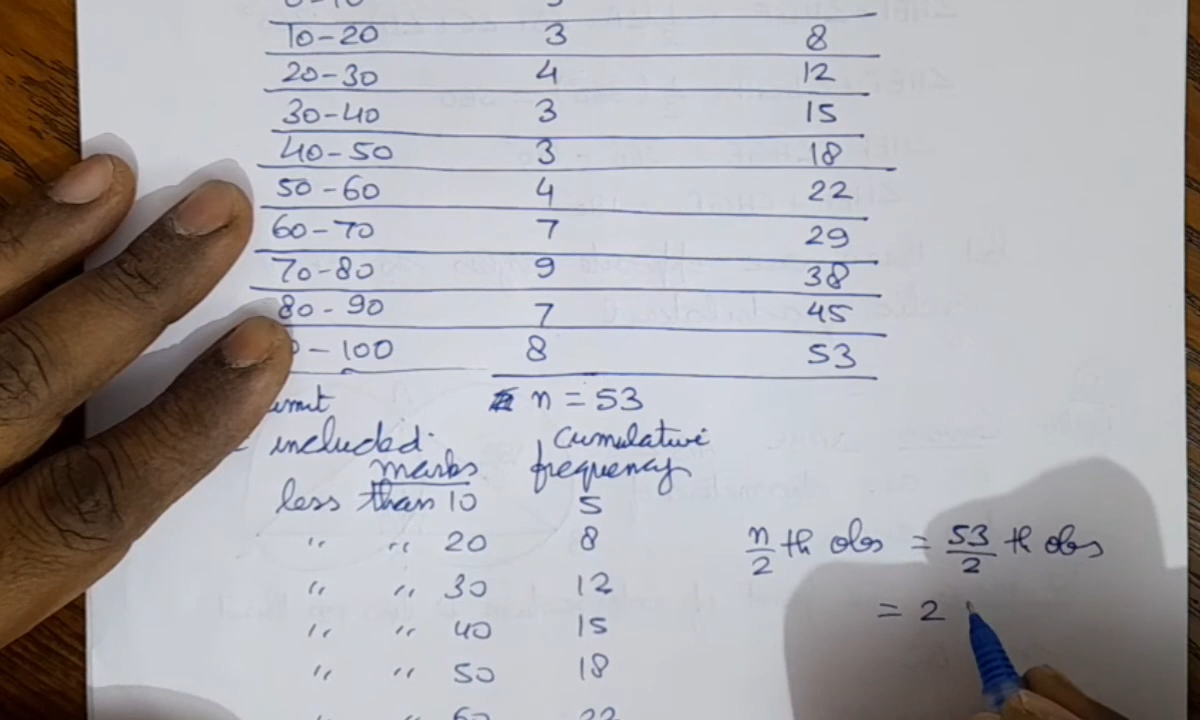 10-20 3 8
20-30 4 12
30-40 3 15
40-50 3 18
50-60 4 22
60-70 7 29
70-80 9 38
80-90 7 45
- 100 8 53
n = 53
included. Cumulative
marks frequency
less than 10 5
" " 20 8
" " 30 12
" " 40 15
" " 50 18
" " 60 22
n/2 th obs = 53/2 th obs
= 2